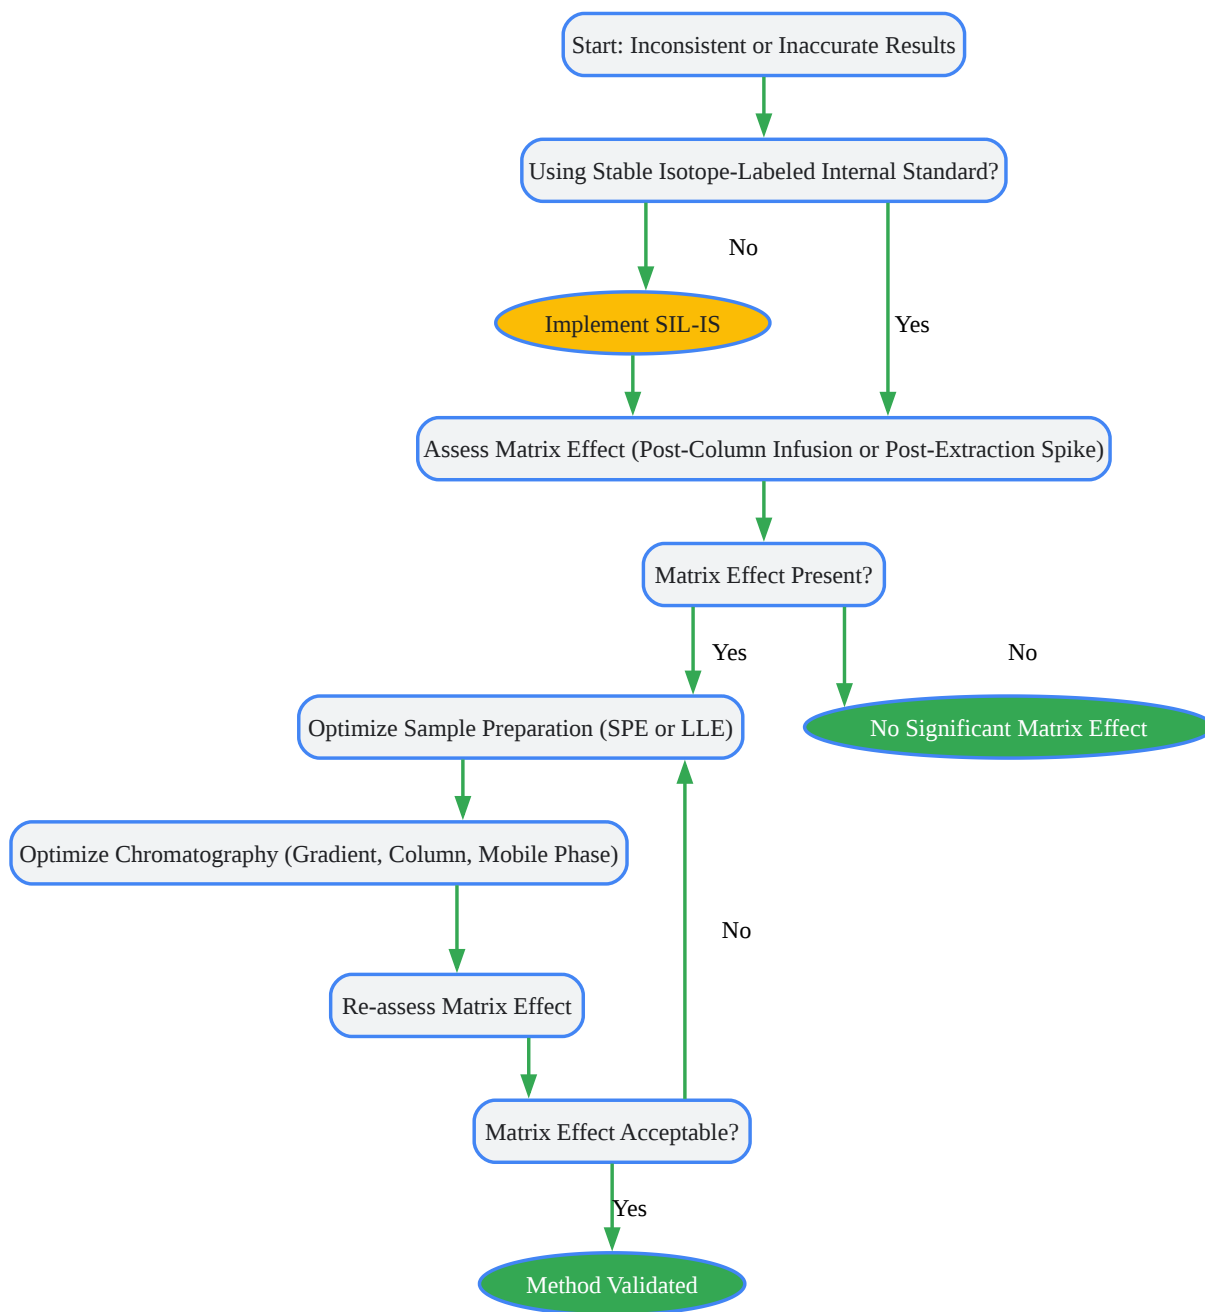 Start: Inconsistent or Inaccurate Results
Using Stable Isotope-Labeled Internal Standard?
No
Implement SIL-IS
Yes
Assess Matrix Effect (Post-Column Infusion or Post-Extraction Spike)
Matrix Effect Present?
Yes
No
Optimize Sample Preparation (SPE or LLE)
No Significant Matrix Effect
Optimize Chromatography (Gradient, Column, Mobile Phase)
No
Re-assess Matrix Effect
Matrix Effect Acceptable?
Yes
Method Validated